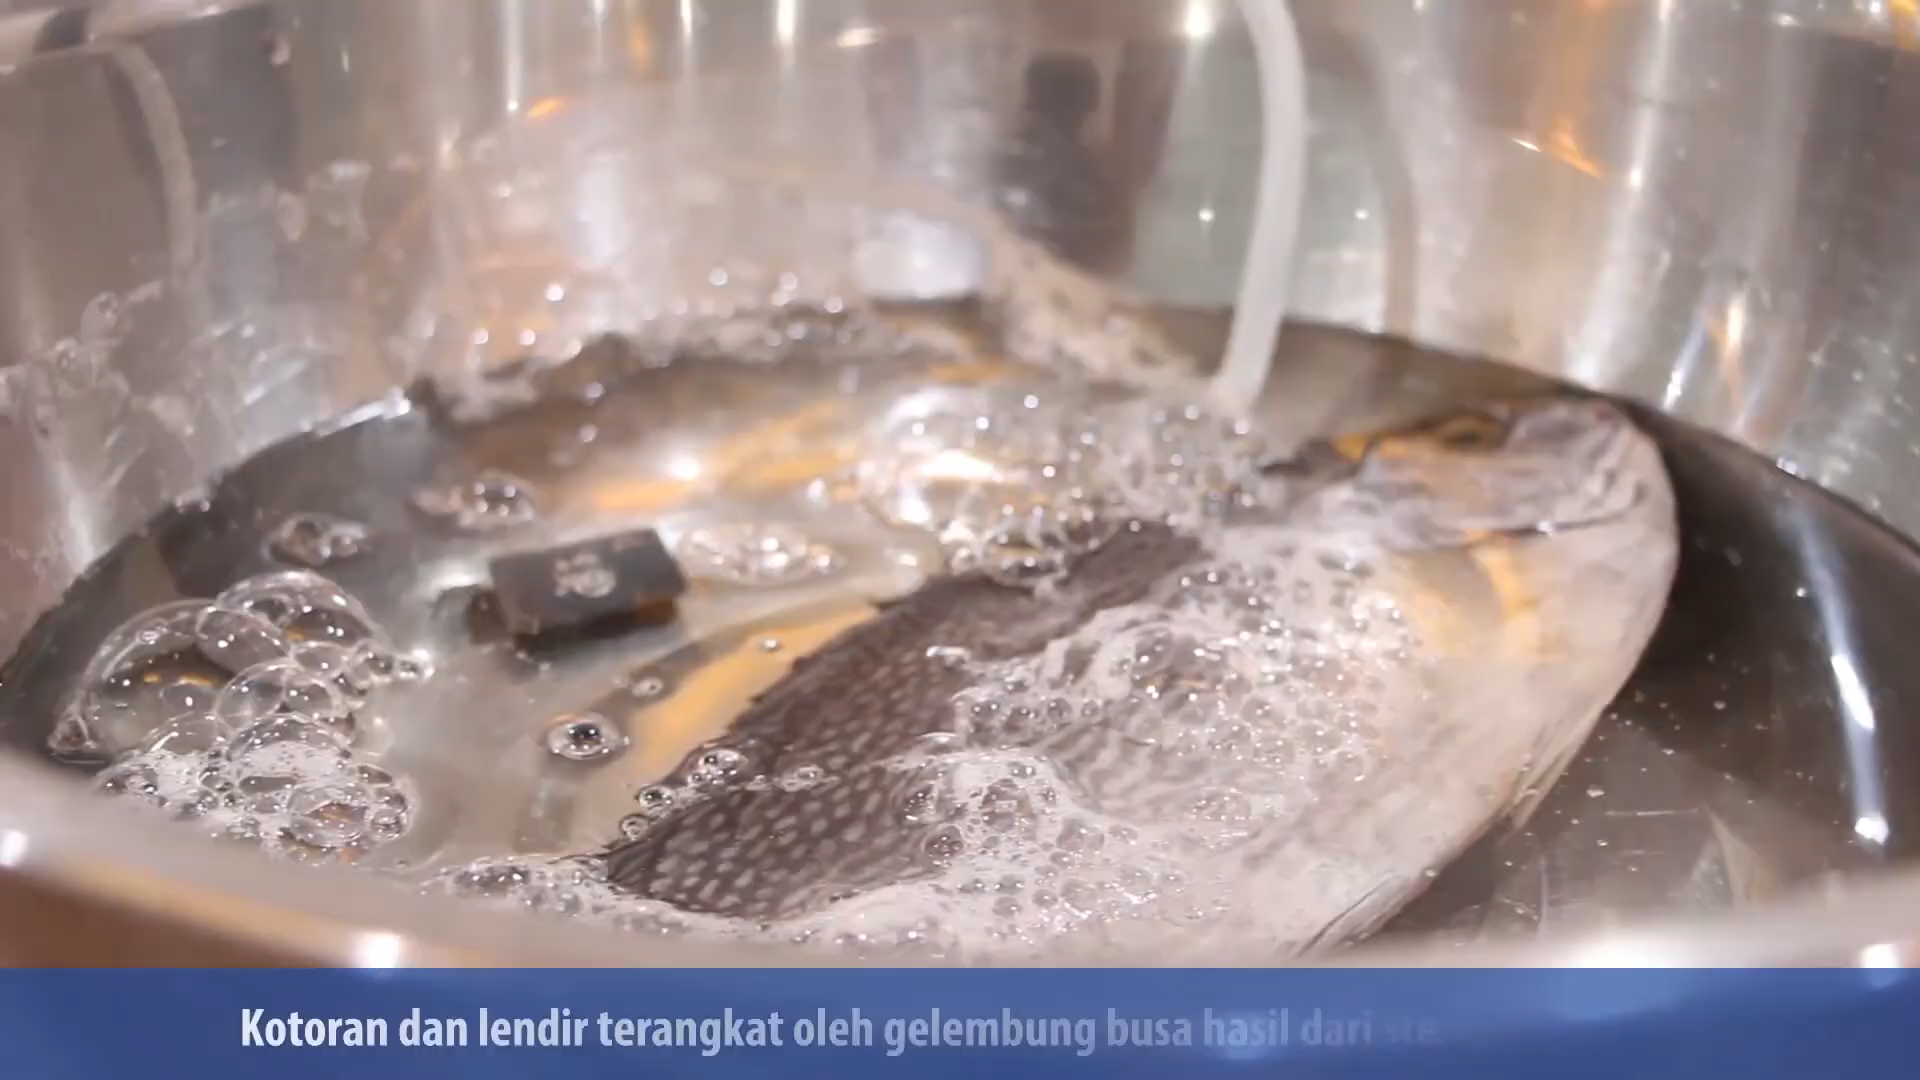 Kotoran dan lendir terangkat oleh gelembung busa hasil dari